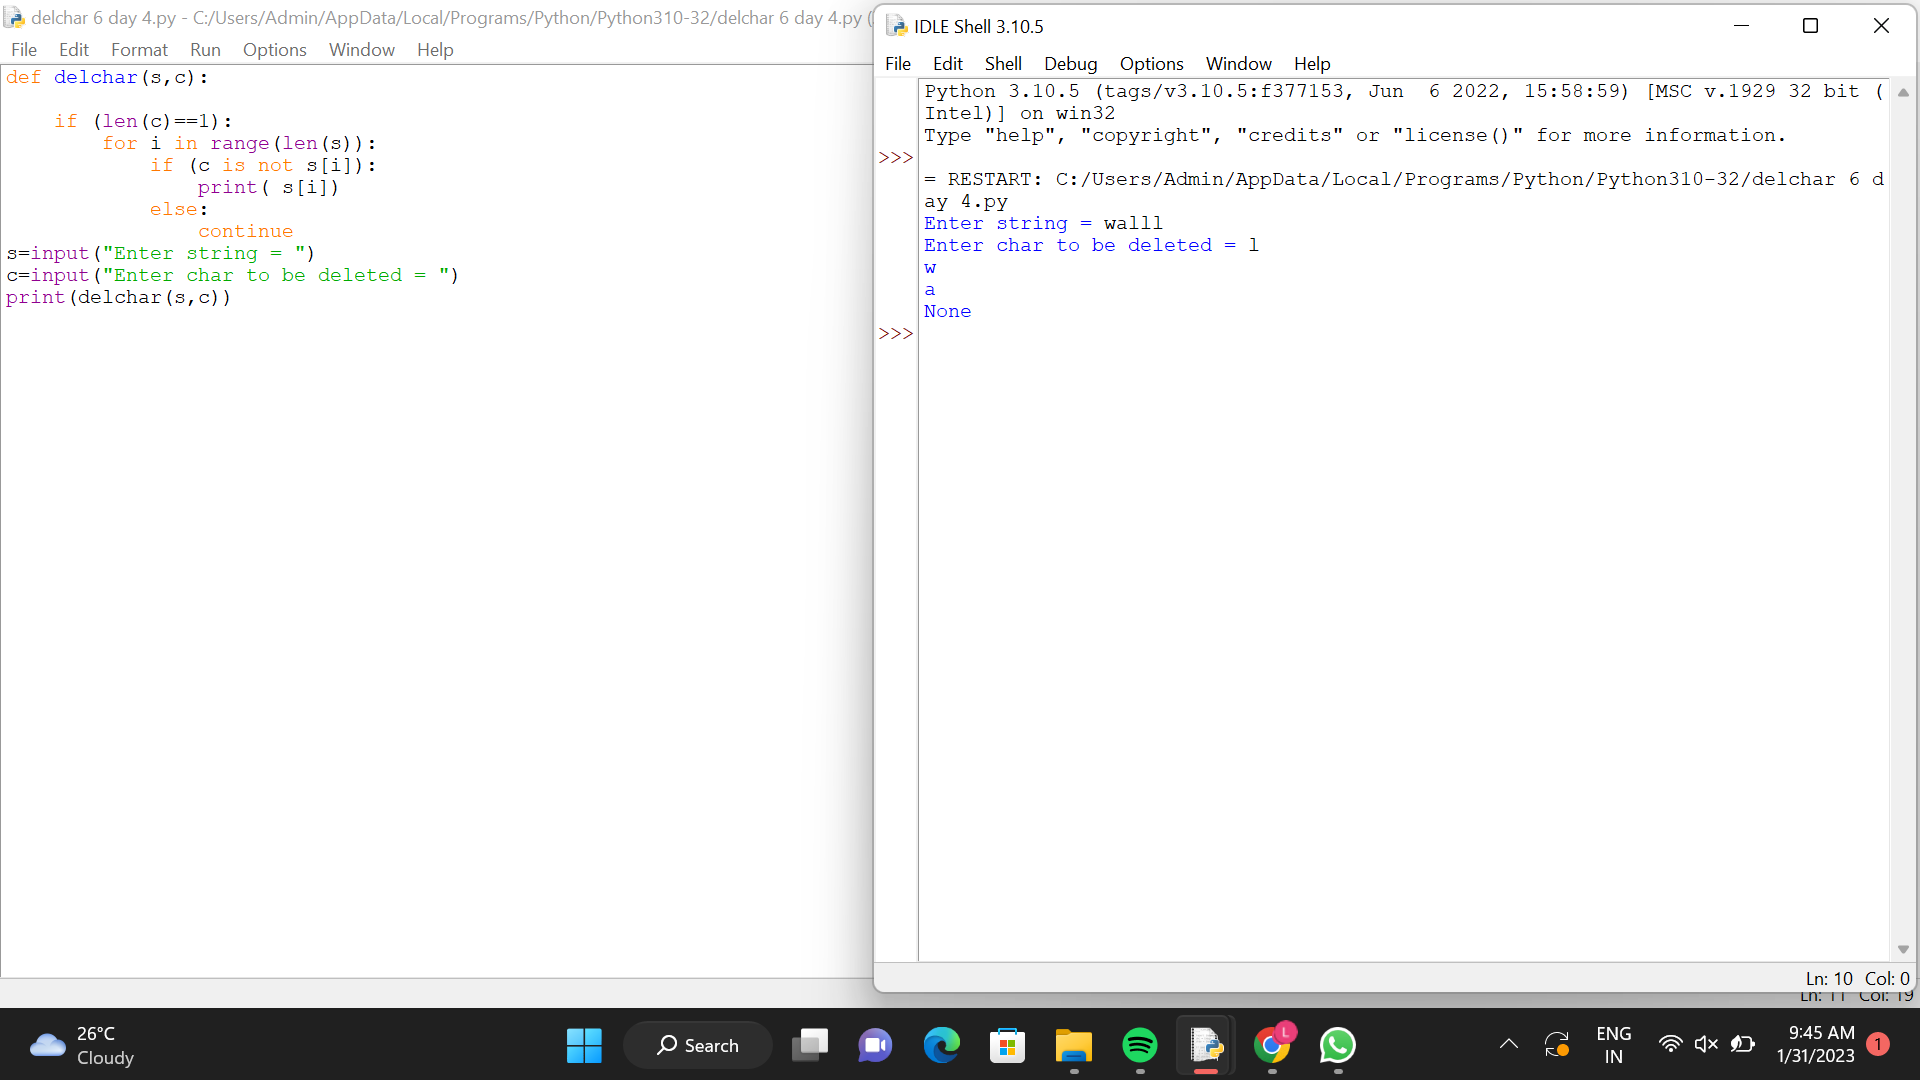 delchar 6 day 4.py - C:/Users/Admin/AppData/Local/Programs/Python/Python310-32/delchar 6 day 4.py (
File Edit Format Run Options Window Help
def delchar(s,c):
    if (len(c)==1):
        for i in range(len(s)):
            if (c is not s[i]):
                print( s[i])
            else:
                continue
s=input("Enter string = ")
c=input("Enter char to be deleted = ")
print(delchar(s,c))
IDLE Shell 3.10.5
File Edit Shell Debug Options Window Help
Python 3.10.5 (tags/v3.10.5:f377153, Jun  6 2022, 15:58:59) [MSC v.1929 32 bit (
Intel)] on win32
Type "help", "copyright", "credits" or "license()" for more information.
>>>
= RESTART: C:/Users/Admin/AppData/Local/Programs/Python/Python310-32/delchar 6 d
ay 4.py
Enter string = walll
Enter char to be deleted = l
w
a
None
>>>
Ln: 10 Col: 0
Ln: 11 Col: 19
26°C
Cloudy
Search
L
ENG
IN
9:45 AM
1/31/2023
1